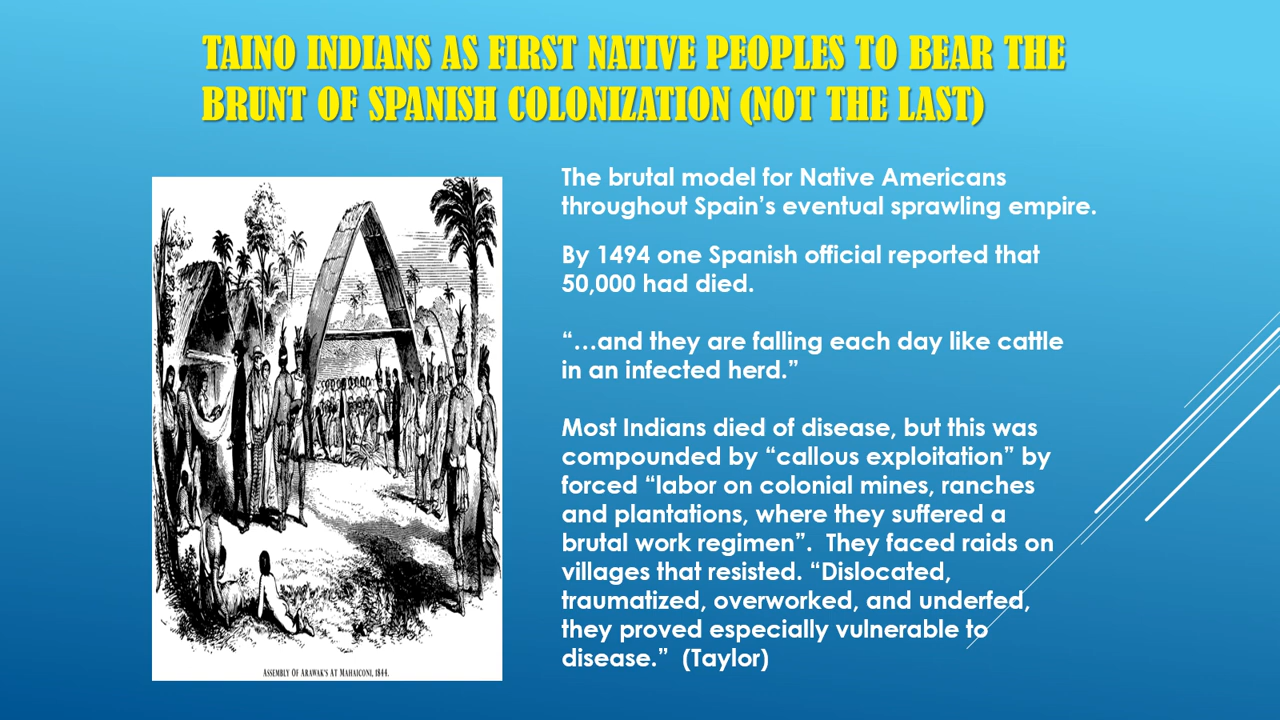 TAINO INDIANS AS FIRST NATIVE PEOPLES TO BEAR THE
BRUNT OF SPANISH COLONIZATION (NOT THE LAST)
The brutal model for Native Americans
throughout Spain’s eventual sprawling empire.
By 1494 one Spanish official reported that
50,000 had died.
“…and they are falling each day like cattle
in an infected herd.”
Most Indians died of disease, but this was
compounded by “callous exploitation” by
forced “labor on colonial mines, ranches
and plantations, where they suffered a
brutal work regimen”.  They faced raids on
villages that resisted. “Dislocated,
traumatized, overworked, and underfed,
they proved especially vulnerable to
disease.”  (Taylor)
ASSEMBLY OF ARAWAK'S AT MAHAICONI, 1844.